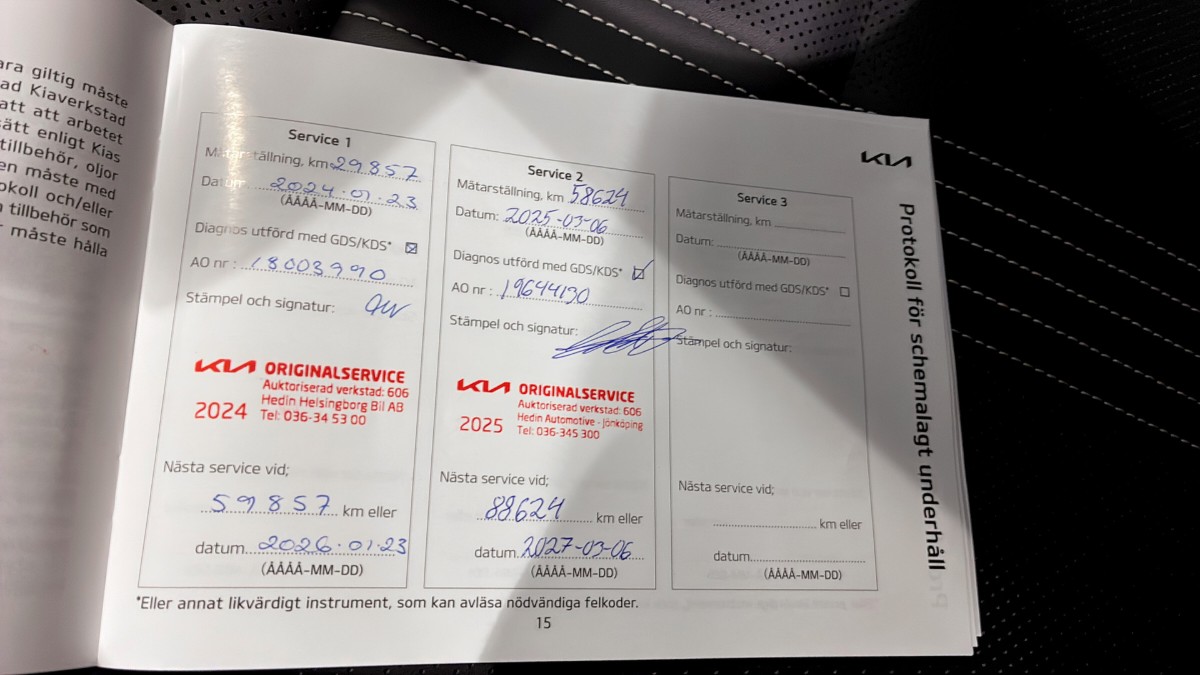 ara giltig måste
ad Kiaverkstad
att att arbetet
sätt enligt Kias
tillbehör, oljor
en måste med
okoll och/eller
n tillbehör som
r måste hålla
KIA
Protokoll för schemalagt underhåll
Service 1
Mätarställning, km 29857
Datum 2024.01.23
(ÅÅÅÅ-MM-DD)
Diagnos utförd med GDS/KDS*
AO nr : 18003990
Stämpel och signatur:
KIA ORIGINALSERVICE
Auktoriserad verkstad: 606
Hedin Helsingborg Bil AB
2024 Tel: 036-34 53 00
Nästa service vid;
59857 km eller
datum 2026.01.23
(ÅÅÅÅ-MM-DD)
Service 2
Mätarställning, km 58624
Datum: 2025-03-06
(ÅÅÅÅ-MM-DD)
Diagnos utförd med GDS/KDS*
AO nr : 19644130
Stämpel och signatur:
KIA ORIGINALSERVICE
Auktoriserad verkstad: 606
Hedin Automotive - Jönköping
2025 Tel: 036-345 300
Nästa service vid;
88624 km eller
datum 2027-03-06
(ÅÅÅÅ-MM-DD)
Service 3
Mätarställning, km
Datum:
(ÅÅÅÅ-MM-DD)
Diagnos utförd med GDS/KDS*
AO nr :
Stämpel och signatur:
Nästa service vid;
km eller
datum
(ÅÅÅÅ-MM-DD)
*Eller annat likvärdigt instrument, som kan avläsa nödvändiga felkoder.
15